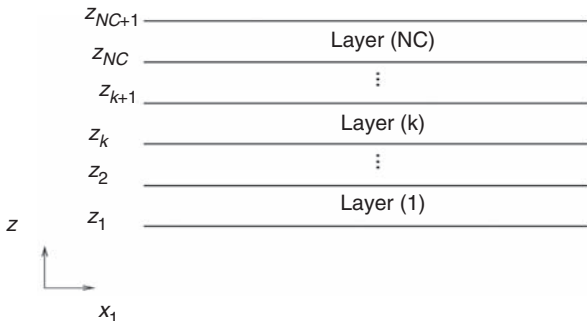 z_{NC+1}
Layer (NC)
z_{NC}
⋮
z_{k+1}
Layer (k)
z_k
⋮
z_2
Layer (1)
z_1
z
x_1